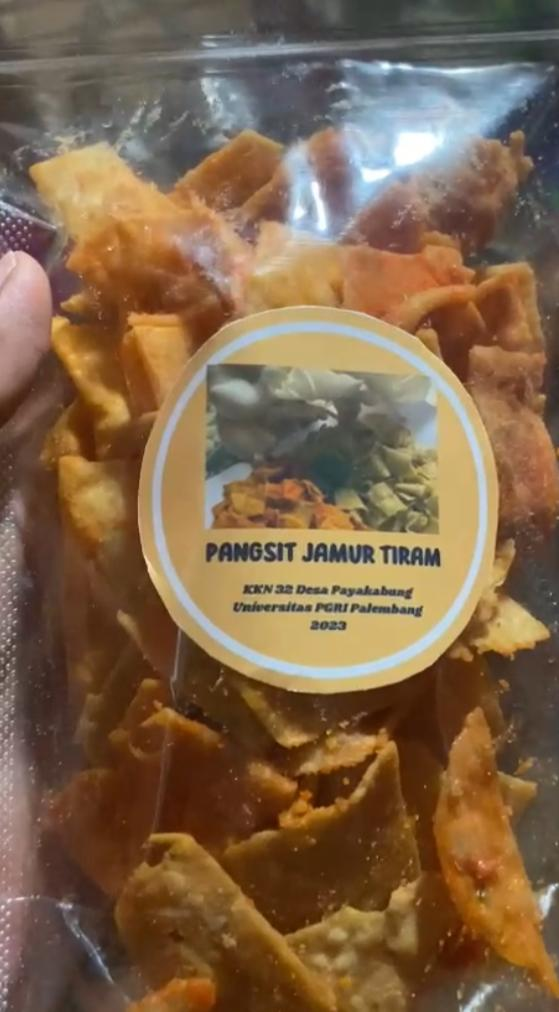 PANGSIT JAMUR TIRAM
KKN 32 Desa Payakabung
Universitas PGRI Palembang
2023